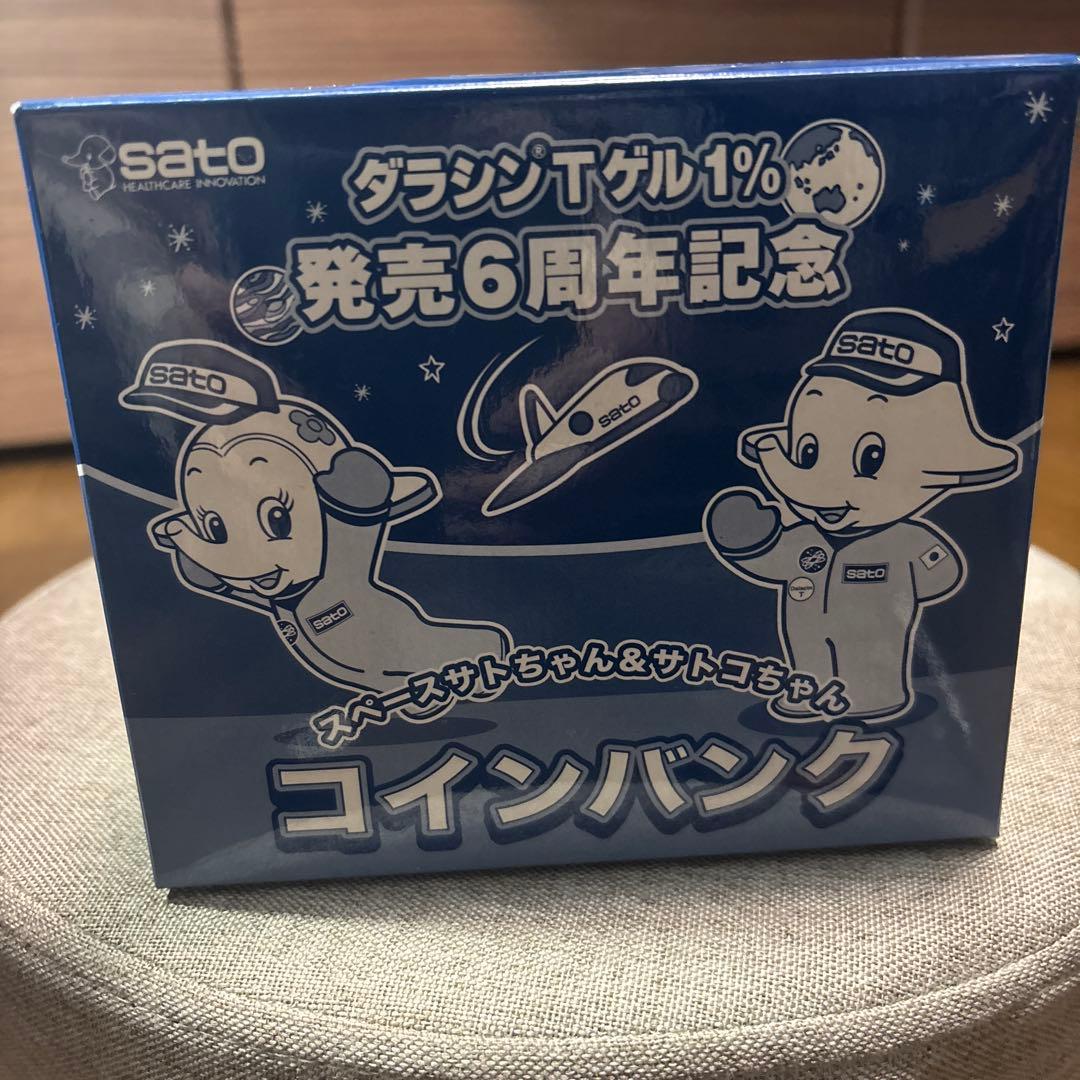 sato
HEALTHCARE INNOVATION
ダラシン®Tゲル1%
発売6周年記念
sato
sato
sato
sato
sato
スペースサトちゃん&サトコちゃん
コインバンク